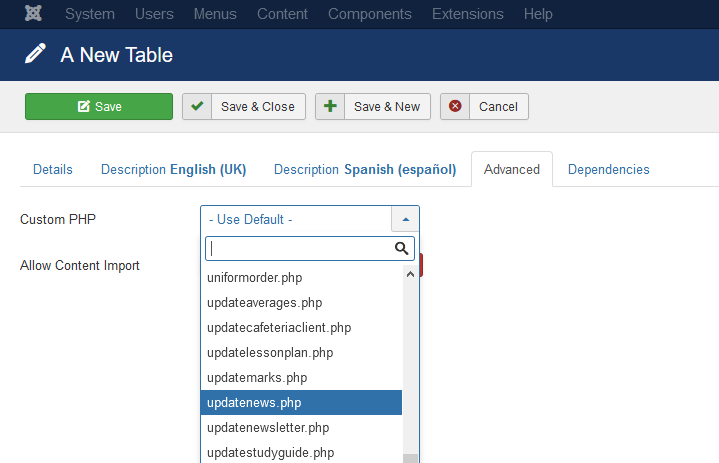 System Users Menus Content Components Extensions Help
A New Table
Save Save & Close Save & New Cancel
Details Description English (UK) Description Spanish (español) Advanced Dependencies
Custom PHP - Use Default -
Allow Content Import
uniformorder.php
updateaverages.php
updatecafeteriaclient.php
updatelessonplan.php
updatemarks.php
updatenews.php
updatenewsletter.php
updatestudyguide.php